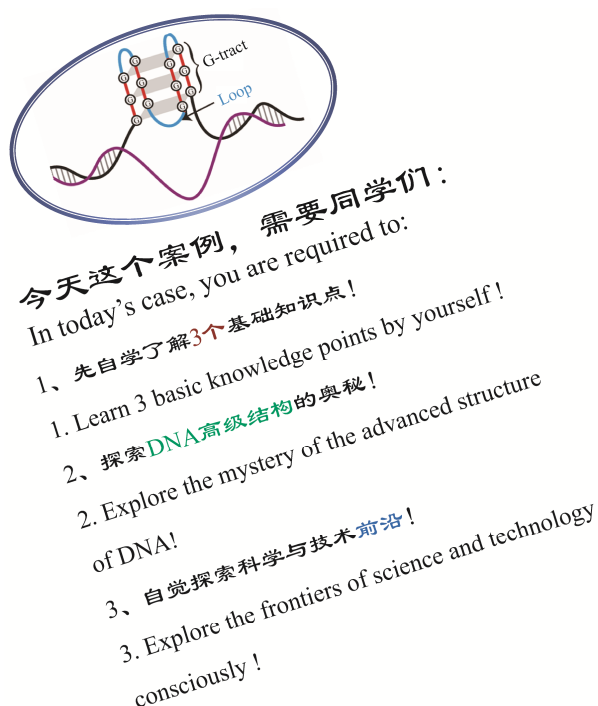 G-tract
Loop
G G G G G G G G G G G G
今天这个案例，需要同学们：
In today's case, you are required to:
1、先自学了解3个基础知识点！
1. Learn 3 basic knowledge points by yourself !
2、探索DNA高级结构的奥秘！
2. Explore the mystery of the advanced structure
of DNA!
3、自觉探索科学与技术前沿！
3. Explore the frontiers of science and technology
consciously !